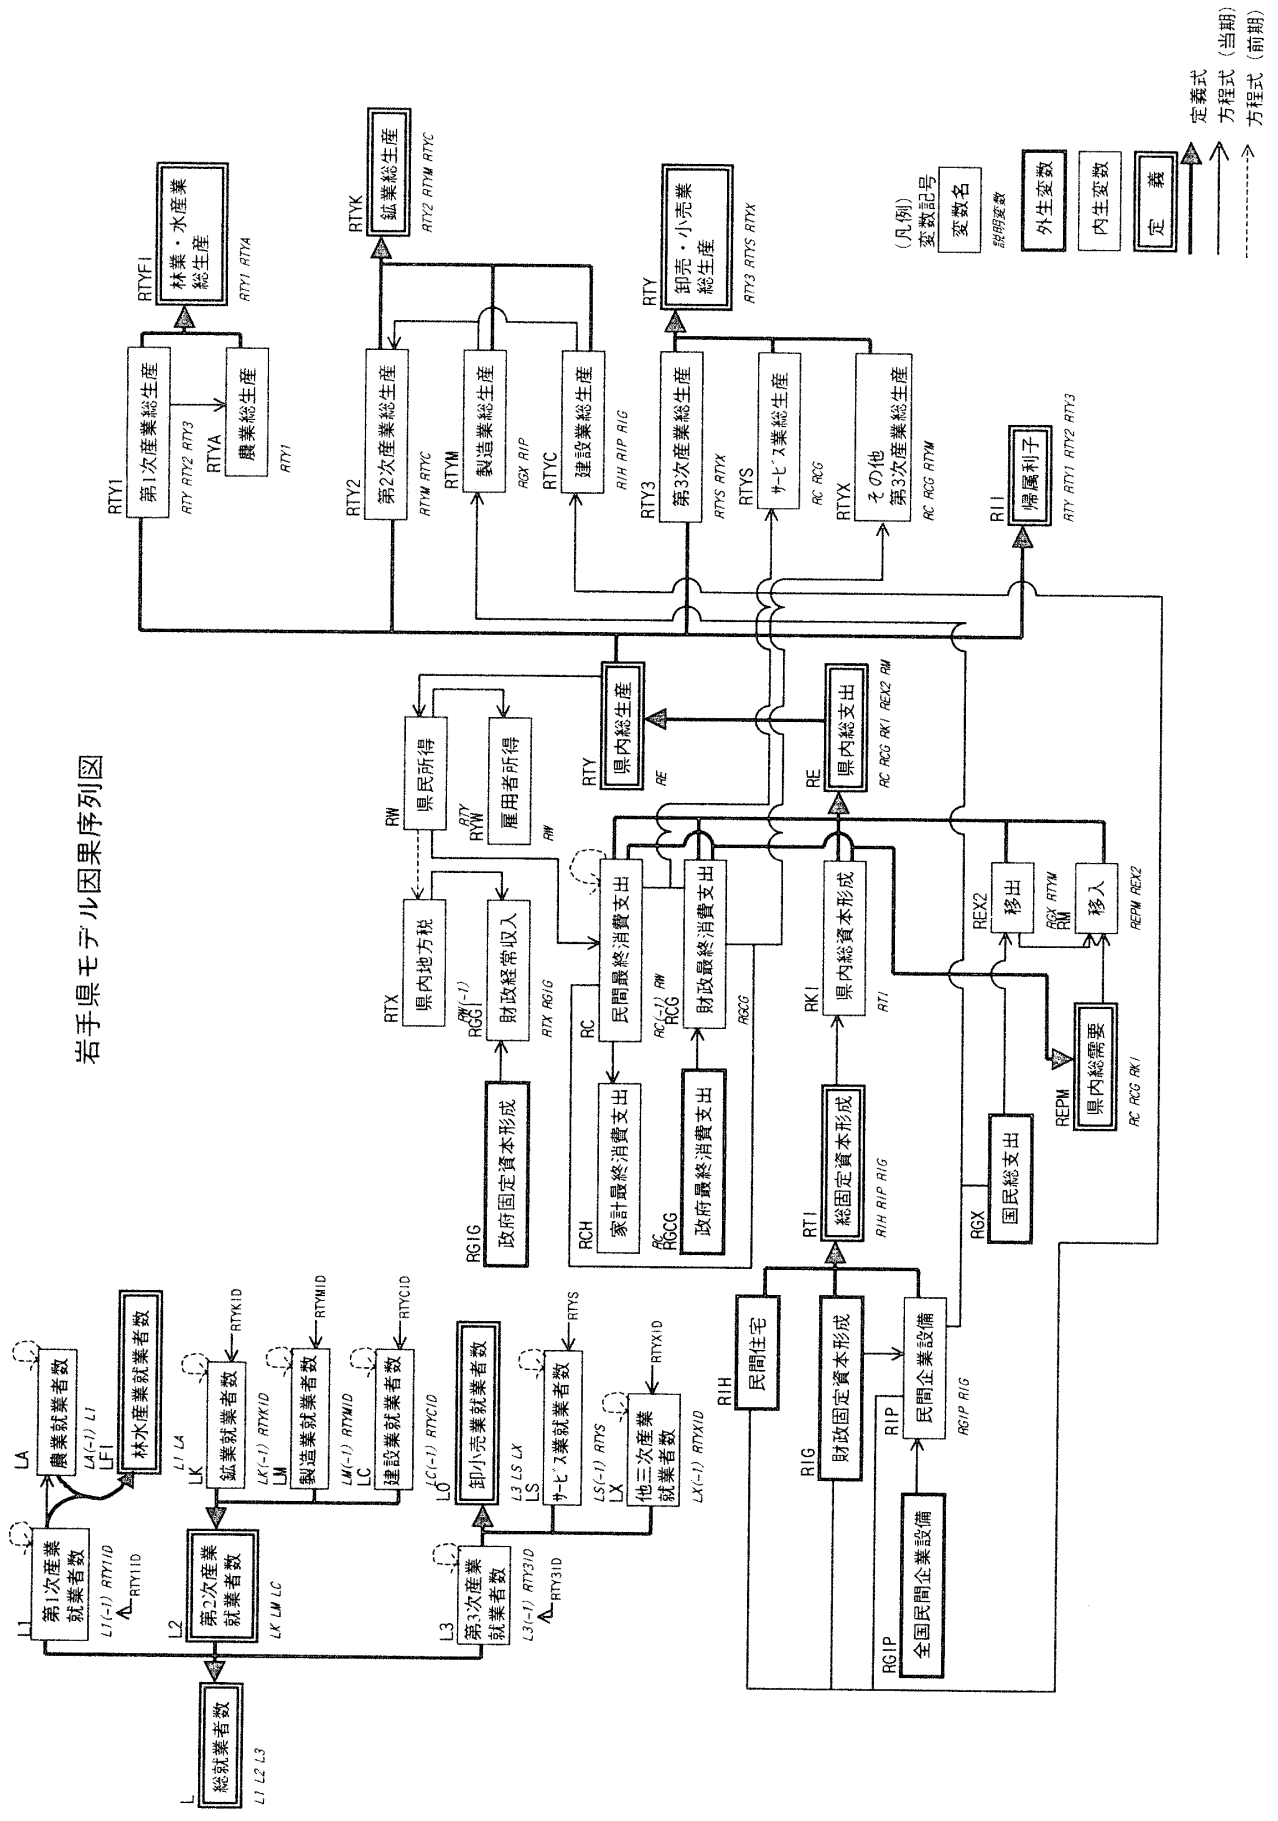 岩手県モデル因果序列図
L
総就業者数
L1 L2 L3
L1
第1次産業
就業者数
L1(-1) RTY1ID
RTY1ID
L2
第2次産業
就業者数
LK LM LC
L3
第3次産業
就業者数
L3(-1) RTY3ID
RTY3ID
LA
農業就業者数
LA(-1) L1
LF1
林水産業就業者数
L1 LA
LK
鉱業就業者数
RTYKID
LK(-1) RTYKID
LM
製造業就業者数
RTYMID
LM(-1) RTYMID
LC
建設業就業者数
RTYCID
LC(-1) RTYCID
LO
卸小売業就業者数
L3 LS LX
LS
サービス業就業者数
RTYS
LS(-1) RTYS
LX
他三次産業
就業者数
RTYXID
LX(-1) RTYXID
RIH
民間住宅
RIG
財政固定資本形成
RIP
民間企業設備
RGIP RIG
RGIP
全国民間企業設備
RGIG
政府固定資本形成
RCH
家計最終消費支出
RC
RGCG
政府最終消費支出
RTI
総固定資本形成
RIH RIP RIG
RGX
国民総支出
REPM
県内総需要
RC RCG RKI
RTX
県内地方税
RW(-1)
RGGI
財政経常収入
RTX RGIG
RC
民間最終消費支出
RC(-1) RW
RCG
財政最終消費支出
RGCG
RKI
県内総資本形成
RTI
REX2
移出
RGX RTYM
RM
移入
REPM REX2
RW
県民所得
RTY
RYW
雇用者所得
RW
RTY
県内総生産
RE
RE
県内総支出
RC RCG RKI REX2 RM
RTY1
第1次産業総生産
RTY RTY2 RTY3
RTYA
農業総生産
RTY1
RTY2
第2次産業総生産
RTYM RTYC
RTYM
製造業総生産
RGX RIP
RTYC
建設業総生産
RIH RIP RIG
RTY3
第3次産業総生産
RTYS RTYX
RTYS
サービス業総生産
RC RCG
RTYX
その他
第3次産業総生産
RC RCG RTYM
RII
帰属利子
RTY RTY1 RTY2 RTY3
RTYF1
林業・水産業
総生産
RTY1 RTYA
RTYK
鉱業総生産
RTY2 RTYM RTYC
RTY
卸売・小売業
総生産
RTY3 RTYS RTYX
(凡例)
変数記号
変数名
説明変数
外生変数
内生変数
定　義
定義式
方程式(当期)
方程式(前期)